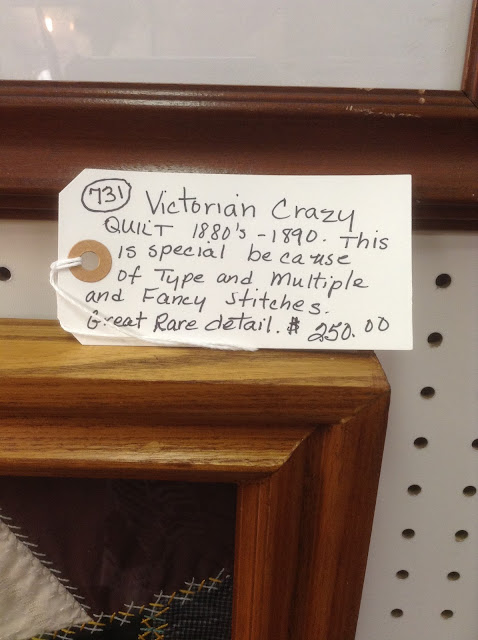 731 Victorian Crazy
QUILT 1880's - 1890. This
is special because
of Type and Multiple
and Fancy stitches.
Great Rare detail. $ 250.00